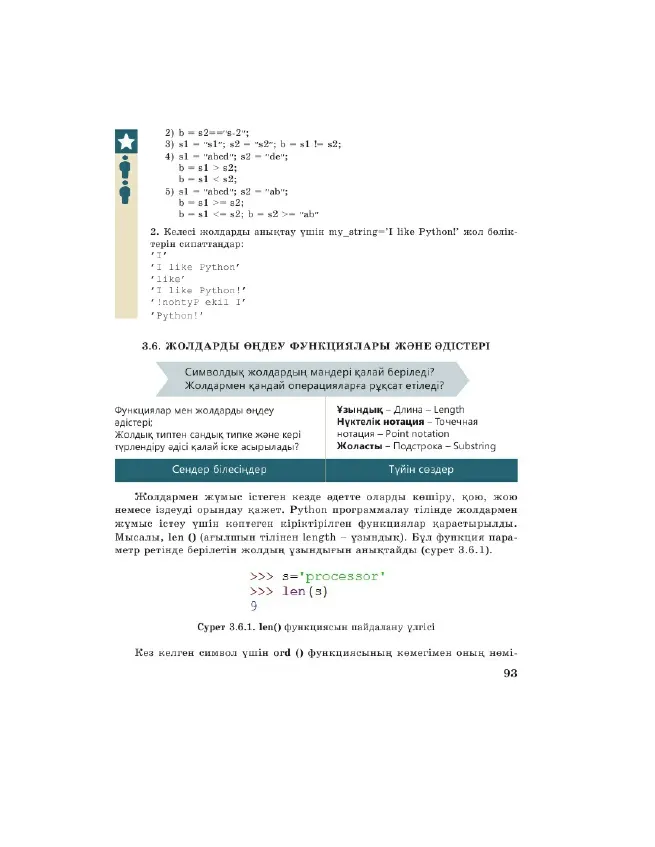 2) b = s2=="s-2";
3) s1 = "s1"; s2 = "s2"; b = s1 != s2;
4) s1 = "abcd"; s2 = "de";
b = s1 > s2;
b = s1 < s2;
5) s1 = "abcd"; s2 = "ab";
b = s1 >= s2;
b = s1 <= s2; b = s2 >= "ab"
2. Келесі жолдарды анықтау үшін my_string='I like Python!' жол бөлік-
терін сипаттаңдар:
'I'
'I like Python'
'like'
'I like Python!'
'!nohtyP ekil I'
'Python!'
3.6. ЖОЛДАРДЫ ӨҢДЕУ ФУНКЦИЯЛАРЫ ЖӘНЕ ӘДІСТЕРІ
Символдық жолдардың мәндері қалай беріледі?
Жолдармен қандай операцияларға рұқсат етіледі?
Функциялар мен жолдарды өңдеу
әдістері;
Жолдық типтен сандық типке және кері
түрлендіру әдісі қалай іске асырылады?
Сендер білесіңдер
Ұзындық – Длина – Length
Нүктелік нотация – Точечная
нотация – Point notation
Жоласты – Подстрока – Substring
Түйін сөздер
Жолдармен жұмыс істеген кезде әдетте оларды көшіру, қою, жою
немесе іздеуді орындау қажет. Python программалау тілінде жолдармен
жұмыс істеу үшін көптеген кіріктірілген функциялар қарастырылды.
Мысалы, len () (ағылшын тілінен length – ұзындық). Бұл функция пара-
метр ретінде берілетін жолдың ұзындығын анықтайды (сурет 3.6.1).
>>> s='processor'
>>> len(s)
9
Сурет 3.6.1. len() функциясын пайдалану үлгісі
Кез келген символ үшін ord () функциясының көмегімен оның нөмі-
93